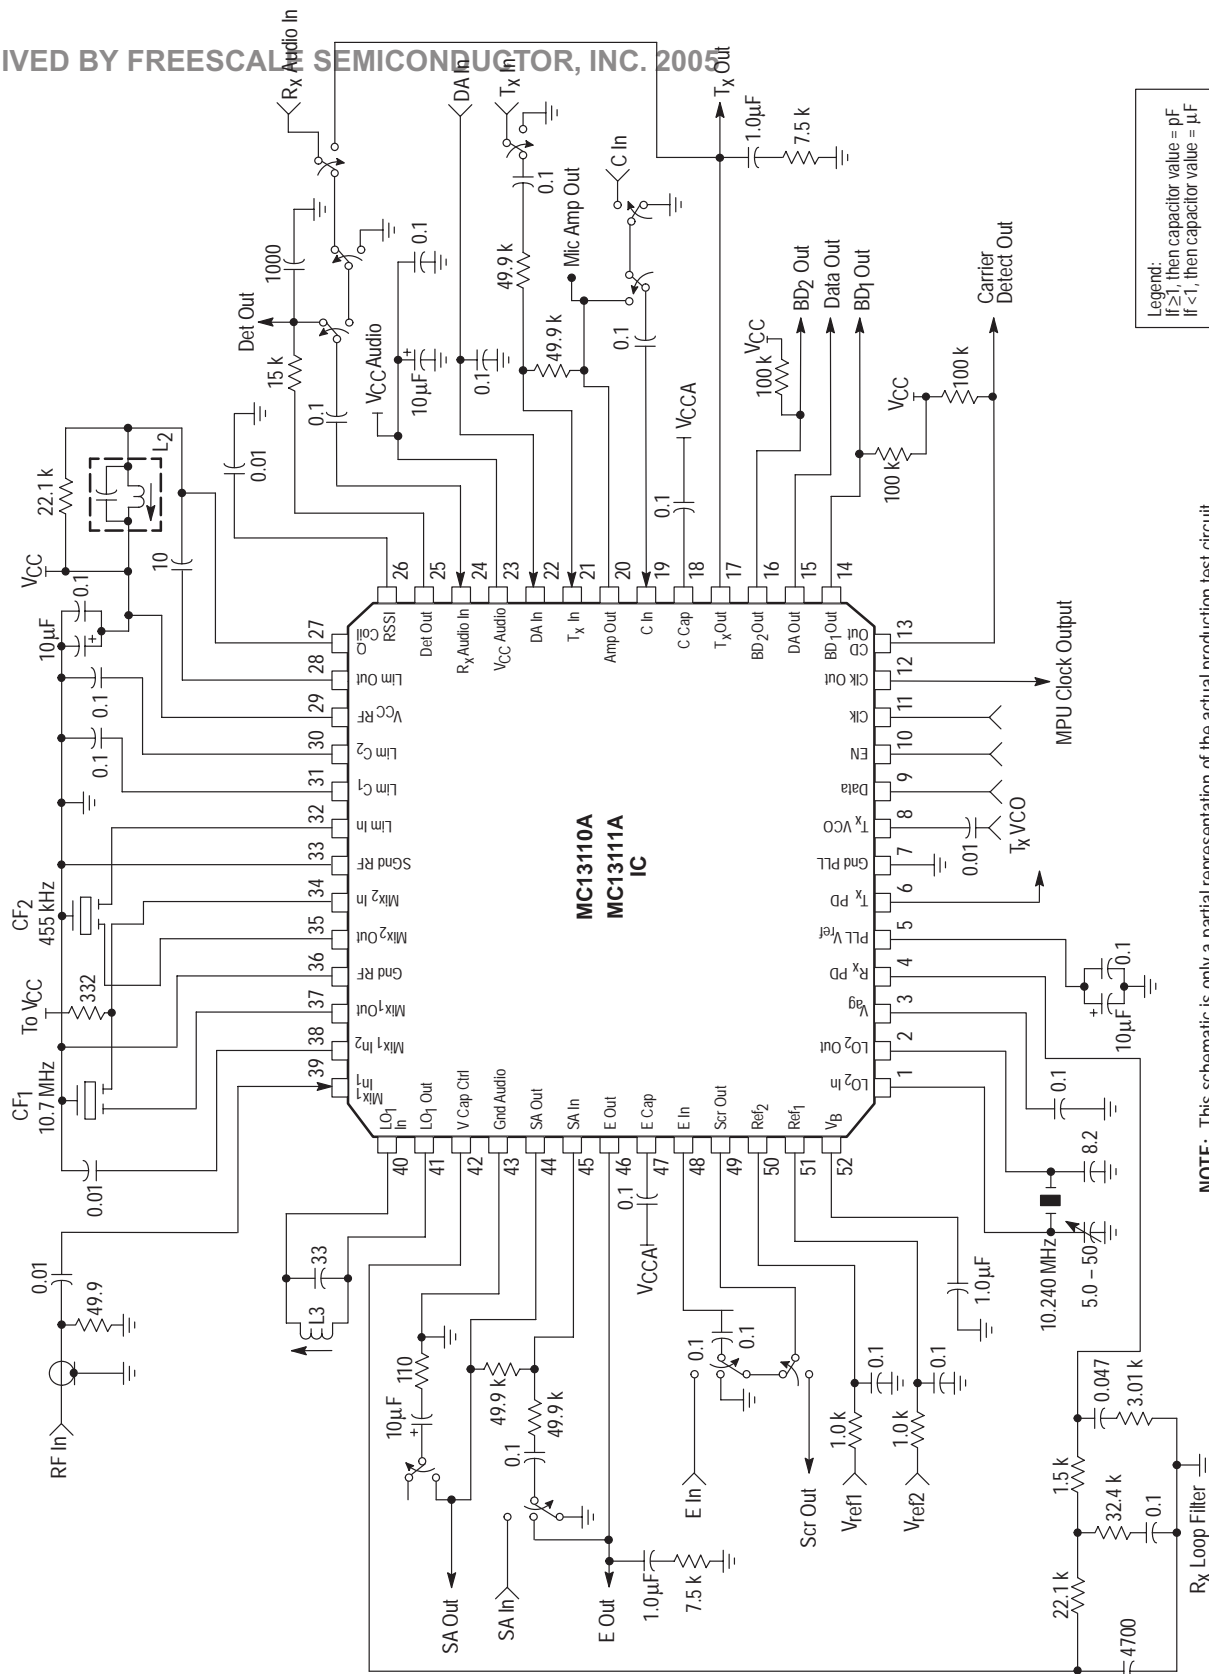 IVED BY FREESCALE SEMICONDUCTOR, INC. 2005
RX Audio In
DA In
TX In
TX Out
1.0µF
7.5 k
C In
Mic Amp Out
0.1
0.1
49.9 k
49.9 k
0.1
1000
Det Out
15 k
0.1
VCC Audio
10µF
0.1
0.1
0.01
BD2 Out
Data Out
BD1 Out
Carrier
Detect Out
VCC
100 k
VCC
100 k
100 k
VCCA
0.1
Legend:
If ≥1, then capacitor value = pF
If <1, then capacitor value = µF
L2
22.1 k
VCC
10
0.1
10µF
0.1
0.1
CF2
455 kHz
To VCC
332
CF1
10.7 MHz
0.01
0.01
49.9
RF In
26
25
24
23
22
21
20
19
18
17
16
15
14
RSSI
Det Out
RX Audio In
VCC Audio
DA In
TX In
Amp Out
C In
C Cap
TX Out
BD2 Out
DA Out
BD1 Out
27
28
29
30
31
32
33
34
35
36
37
38
39
Q
Coil
Lim Out
VCC RF
Lim C2
Lim C1
Lim In
SGnd RF
Mix2 In
Mix2 Out
Gnd RF
Mix1 Out
Mix1 In2
Mix1
In1
MC13110A
MC13111A
IC
CD
Out
Clk Out
Clk
EN
Data
TX VCO
Gnd PLL
TX PD
PLL Vref
RX PD
Vag
LO2 Out
LO2 In
13
12
11
10
9
8
7
6
5
4
3
2
1
MPU Clock Output
0.01
TX VCO
10µF
0.1
0.1
8.2
10.240 MHz
5.0 – 50
LO1
In
LO1 Out
V Cap Ctrl
Gnd Audio
SA Out
SA In
E Out
E Cap
E In
Scr Out
Ref2
Ref1
VB
40
41
42
43
44
45
46
47
48
49
50
51
52
33
L3
110
10µF
49.9 k
49.9 k
0.1
SA Out
SA In
E Out
1.0µF
7.5 k
0.1
VCCA
0.1
0.1
E In
Scr Out
Vref1
1.0 k
0.1
Vref2
1.0 k
0.1
1.0µF
0.047
3.01 k
1.5 k
32.4 k
0.1
22.1 k
4700
RX Loop Filter
NOTE: This schematic is only a partial representation of the actual production test circuit.